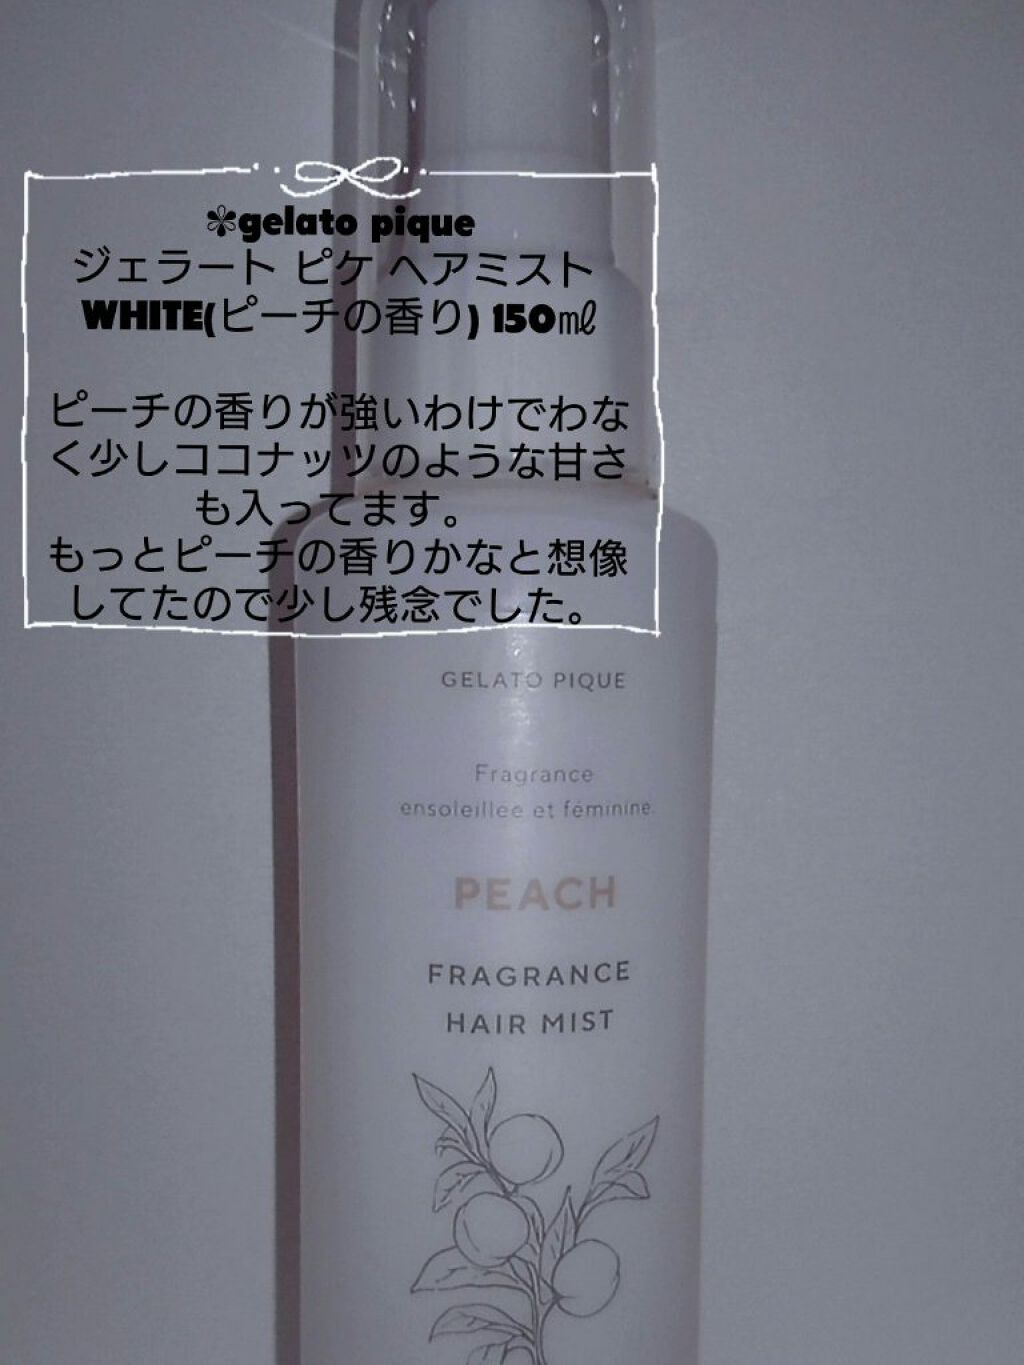 ✽gelato pique
ジェラート ピケ ヘアミスト
WHITE(ピーチの香り) 150㎖
ピーチの香りが強いわけでわな
く少しココナッツのような甘さ
も入ってます。
もっとピーチの香りかなと想像
してたので少し残念でした。
GELATO PIQUE
Fragrance
ensoleillée et féminine
PEACH
FRAGRANCE
HAIR MIST